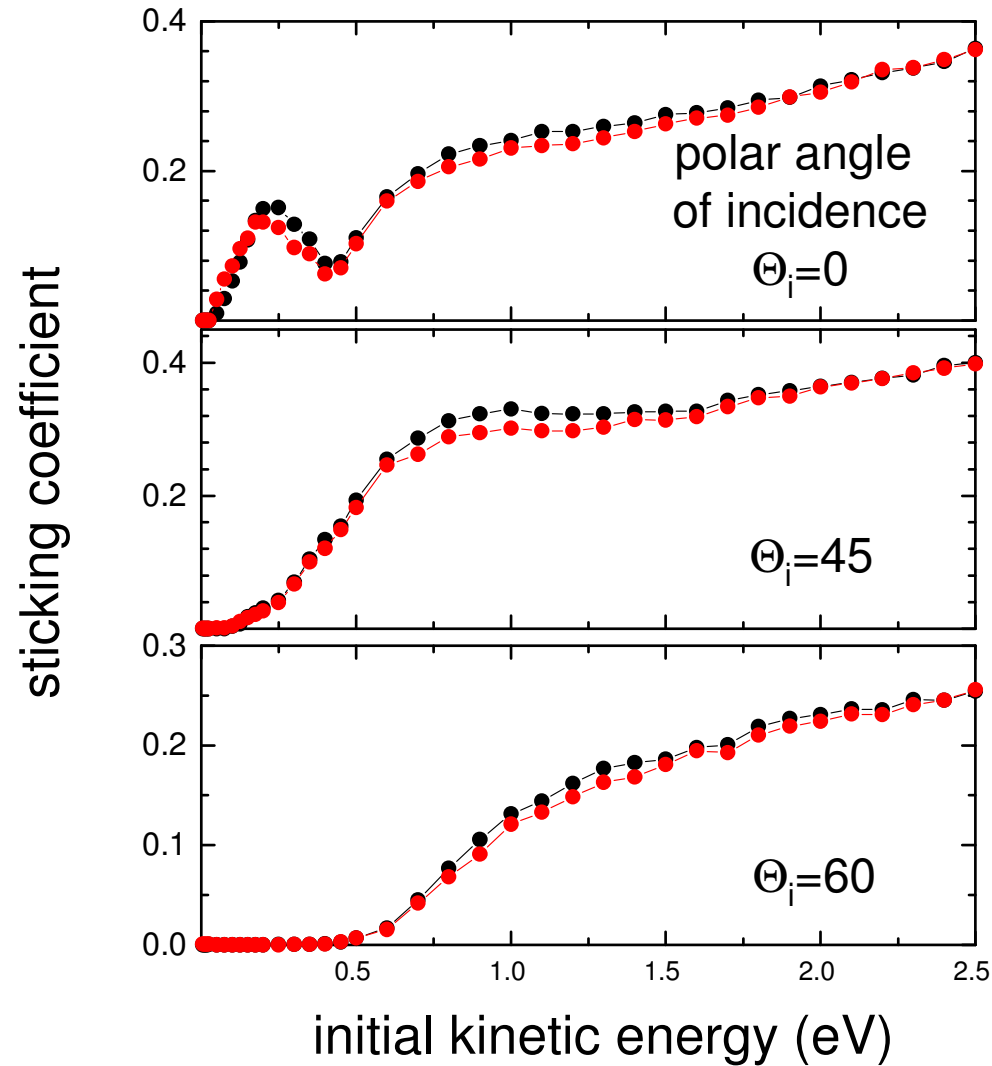 sticking coefficient
0.4
0.2
polar angle
of incidence
Θi=0
0.4
0.2
Θi=45
0.3
0.2
0.1
0.0
Θi=60
0.5 1.0 1.5 2.0 2.5
initial kinetic energy (eV)